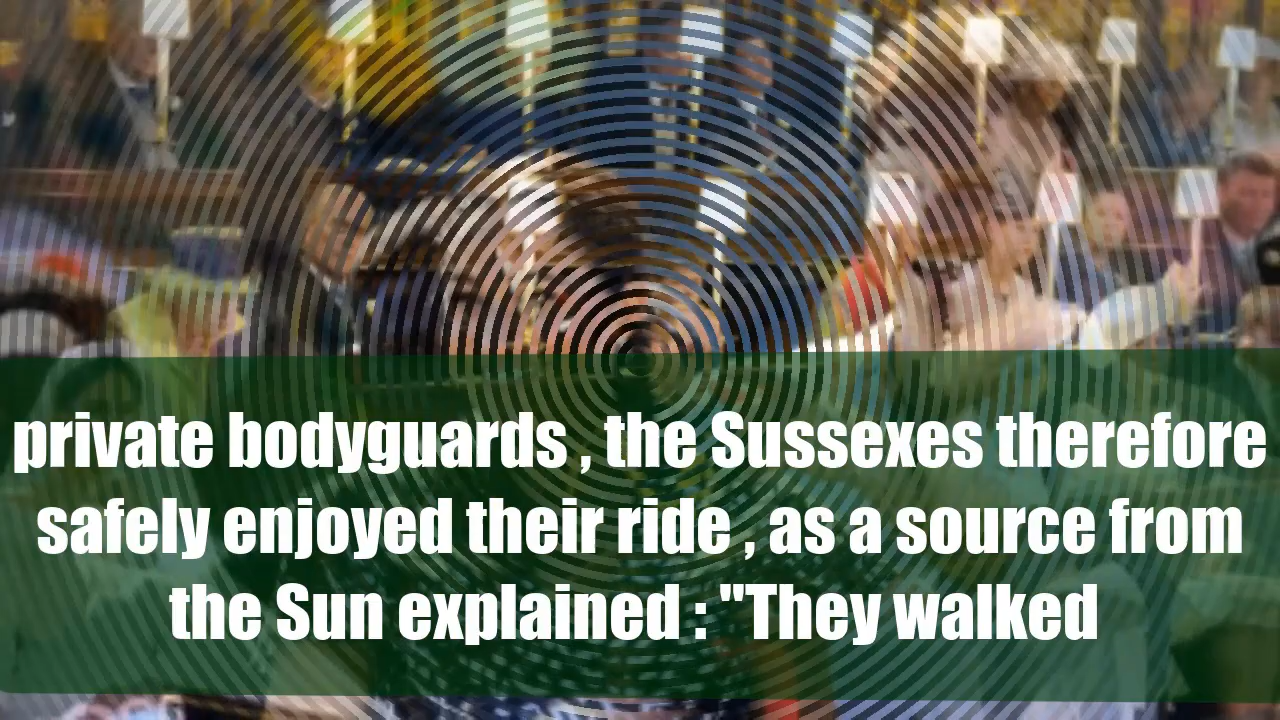 private bodyguards , the Sussexes therefore
safely enjoyed their ride , as a source from
the Sun explained : "They walked